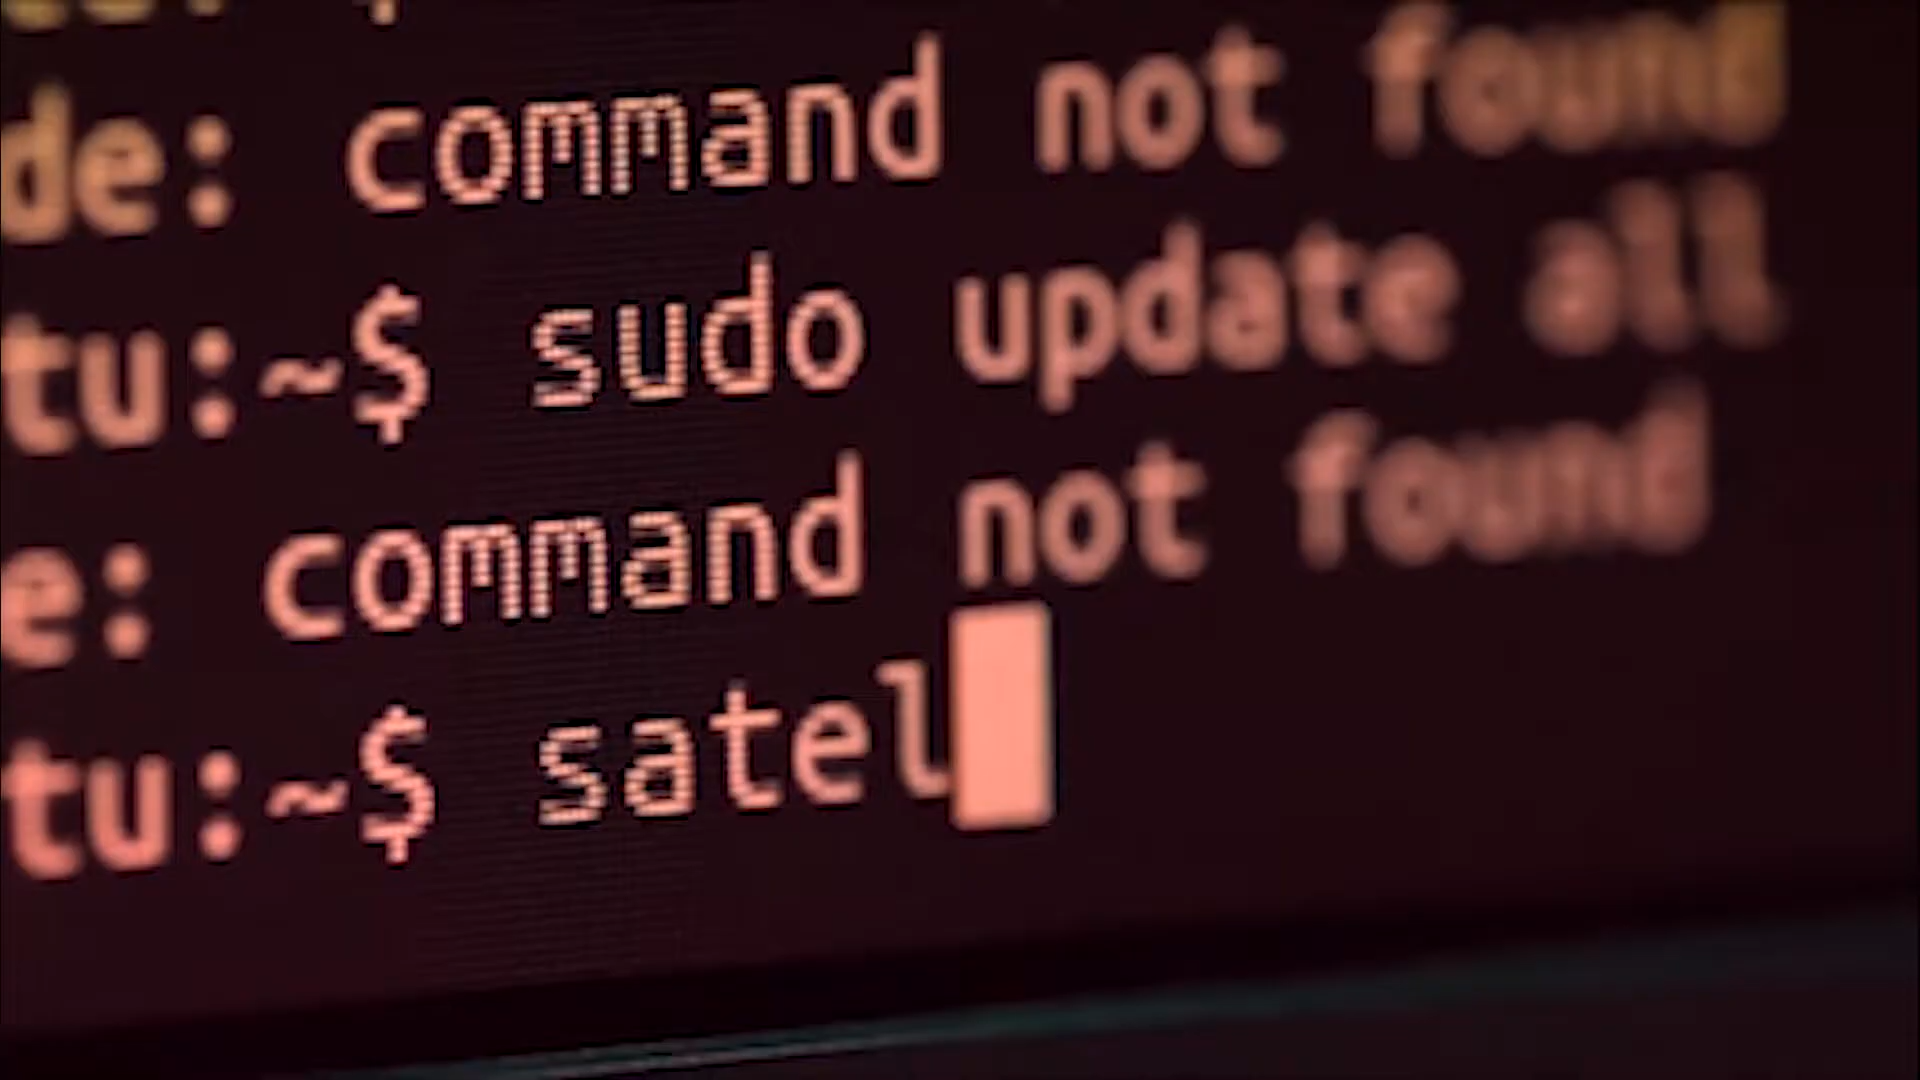 de: command not found
tu:~$ sudo update all
e: command not found
tu:~$ satel